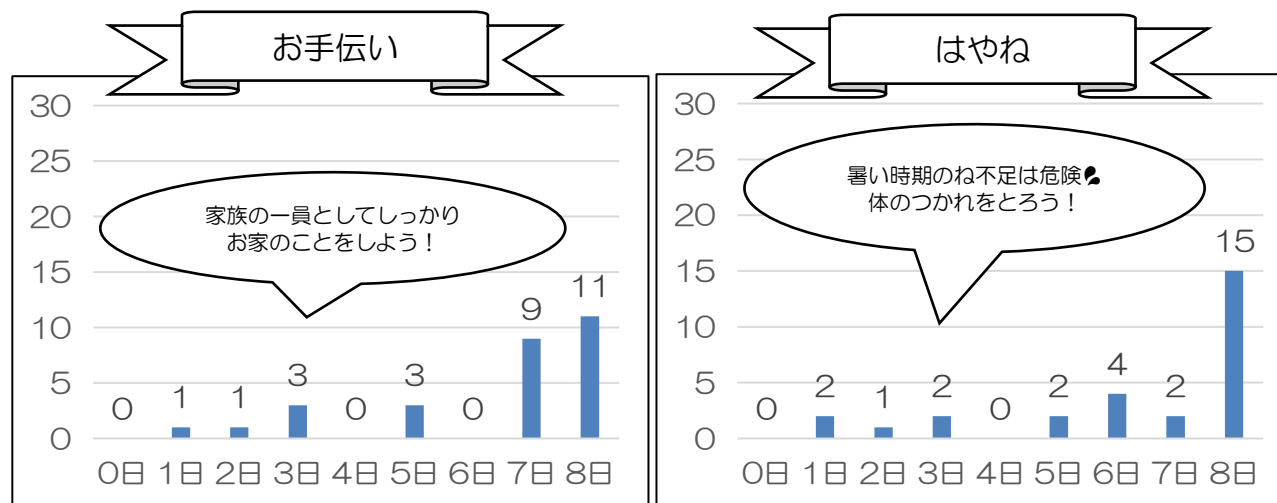 お手伝い
30
25
20
15
10
5
0
家族の一員としてしっかり
お家のことをしよう！
0 1 1 3 0 3 0 9 11
0日 1日 2日 3日 4日 5日 6日 7日 8日
はやね
30
25
20
15
10
5
0
暑い時期のね不足は危険
体のつかれをとろう！
0 2 1 2 0 2 4 2 15
0日 1日 2日 3日 4日 5日 6日 7日 8日